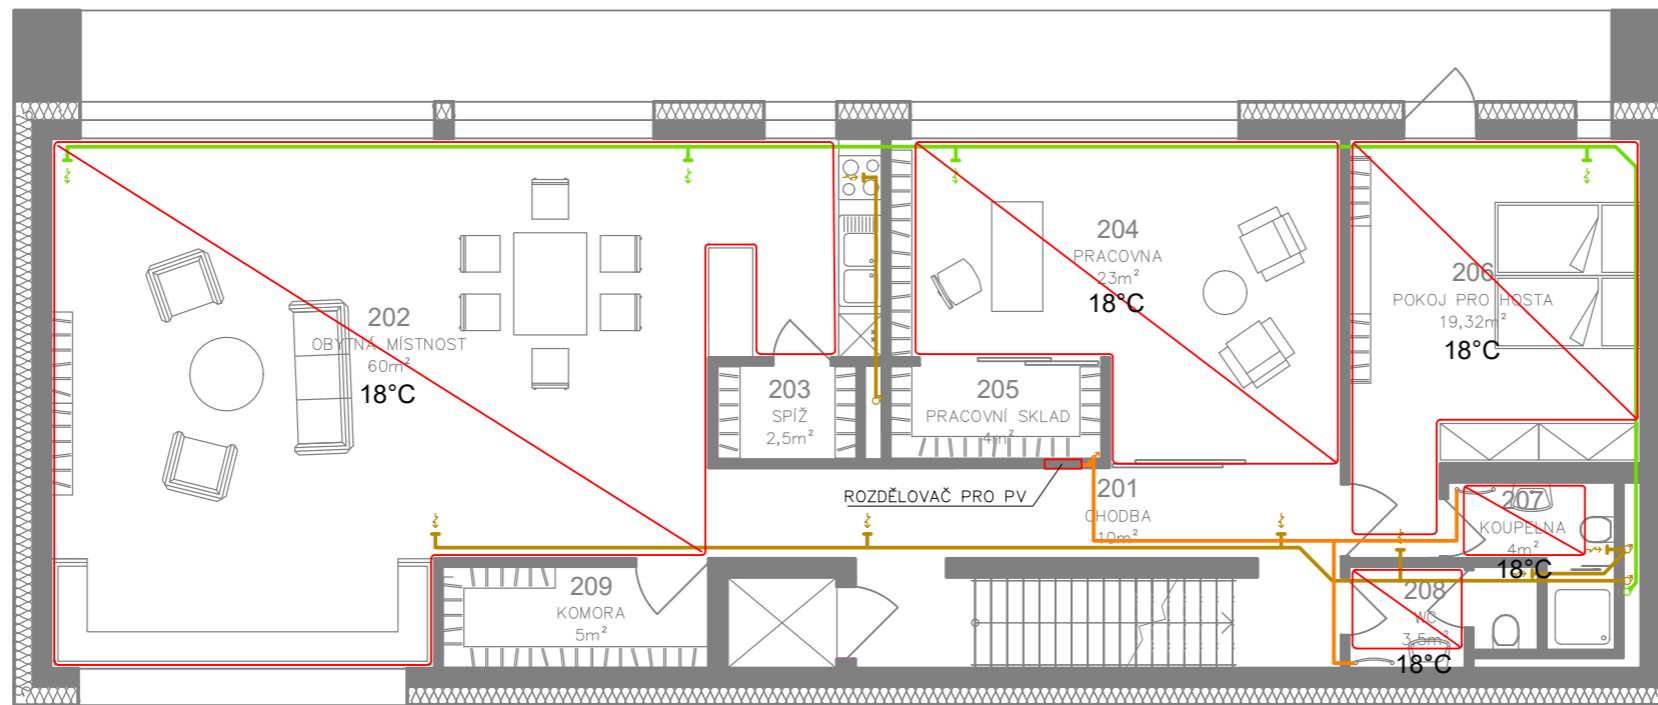 202
OBYTNÁ MÍSTNOST
60m²
18°C
203
SPÍŽ
2,5m²
204
PRACOVNA
23m²
18°C
205
PRACOVNÍ SKLAD
4m²
206
POKOJ PRO HOSTA
19,32m²
18°C
ROZDĚLOVAČ PRO PV
201
CHODBA
10m²
207
KOUPELNA
4m²
18°C
208
WC
3,5m²
18°C
209
KOMORA
5m²